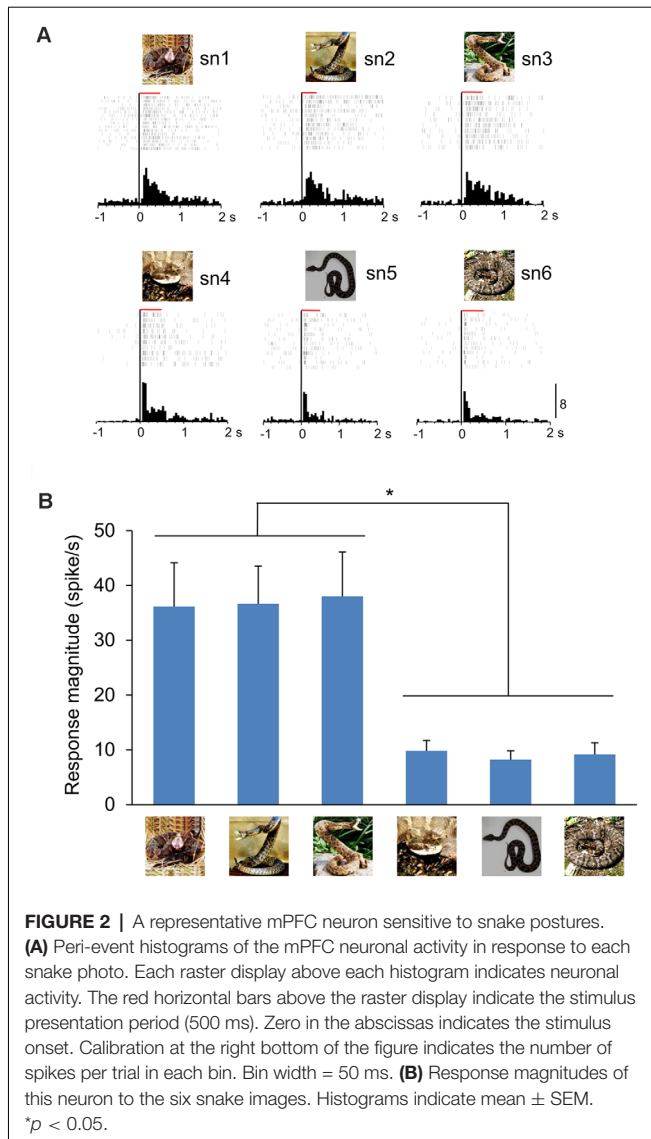 A
sn1 sn2 sn3
-1 0 1 2 s -1 0 1 2 s -1 0 1 2 s
sn4 sn5 sn6
8
-1 0 1 2 s -1 0 1 2 s -1 0 1 2 s
B
*
50
40
30
20
10
0
Response magnitude (spike/s)
FIGURE 2 | A representative mPFC neuron sensitive to snake postures.
(A) Peri-event histograms of the mPFC neuronal activity in response to each
snake photo. Each raster display above each histogram indicates neuronal
activity. The red horizontal bars above the raster display indicate the stimulus
presentation period (500 ms). Zero in the abscissas indicates the stimulus
onset. Calibration at the right bottom of the figure indicates the number of
spikes per trial in each bin. Bin width = 50 ms. (B) Response magnitudes of
this neuron to the six snake images. Histograms indicate mean ± SEM.
*p < 0.05.